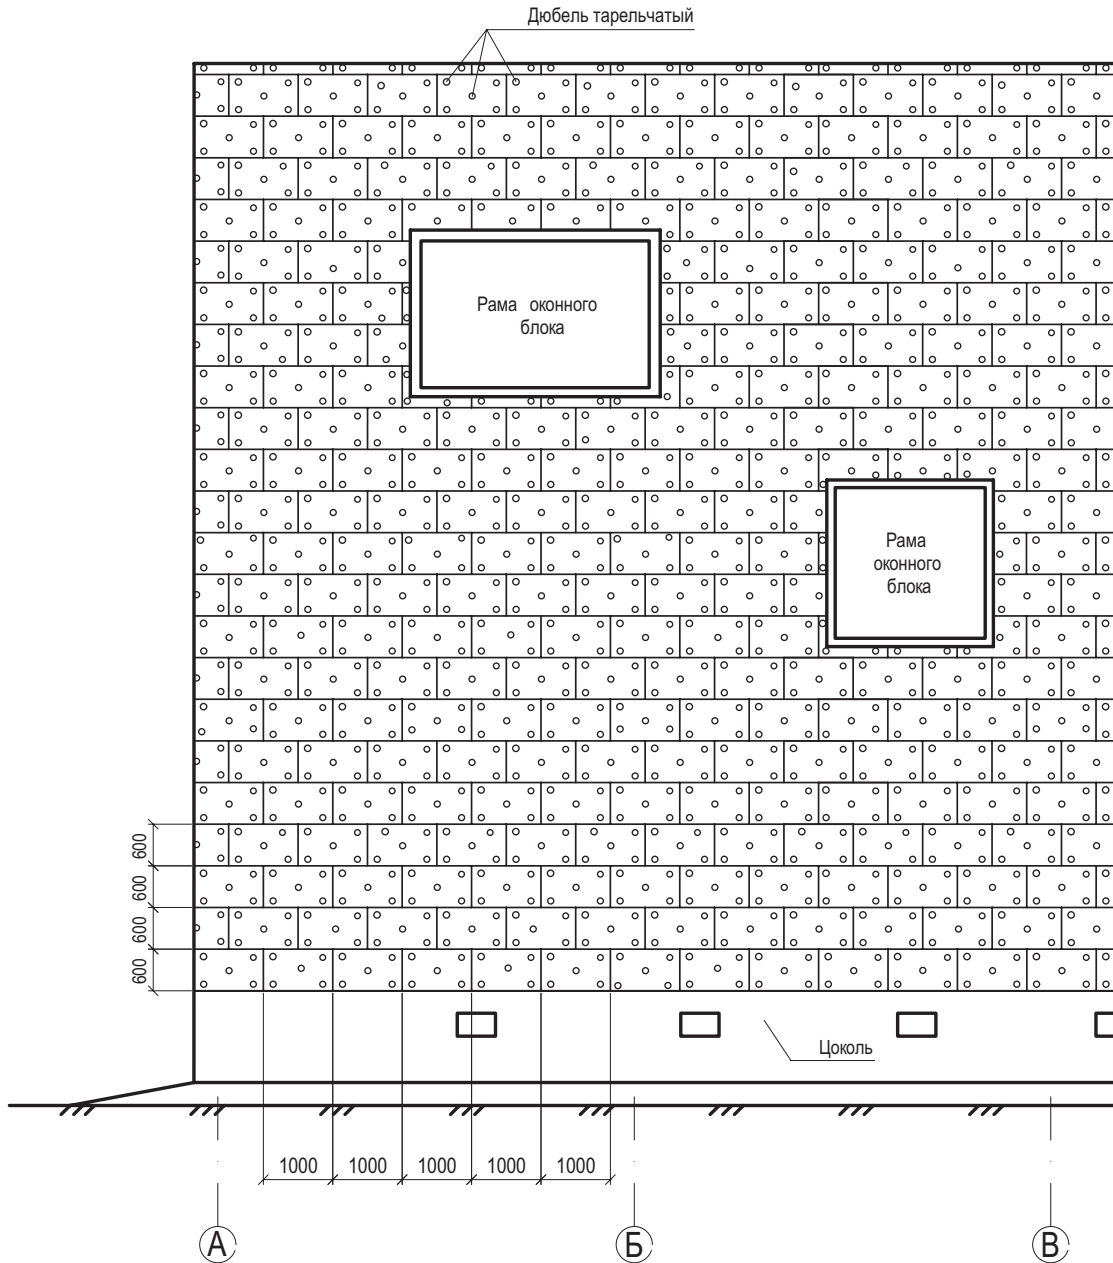 Дюбель тарельчатый
Рама оконного
блока
Рама
оконного
блока
600
600
600
600
Цоколь
1000 1000 1000 1000 1000
А Б В